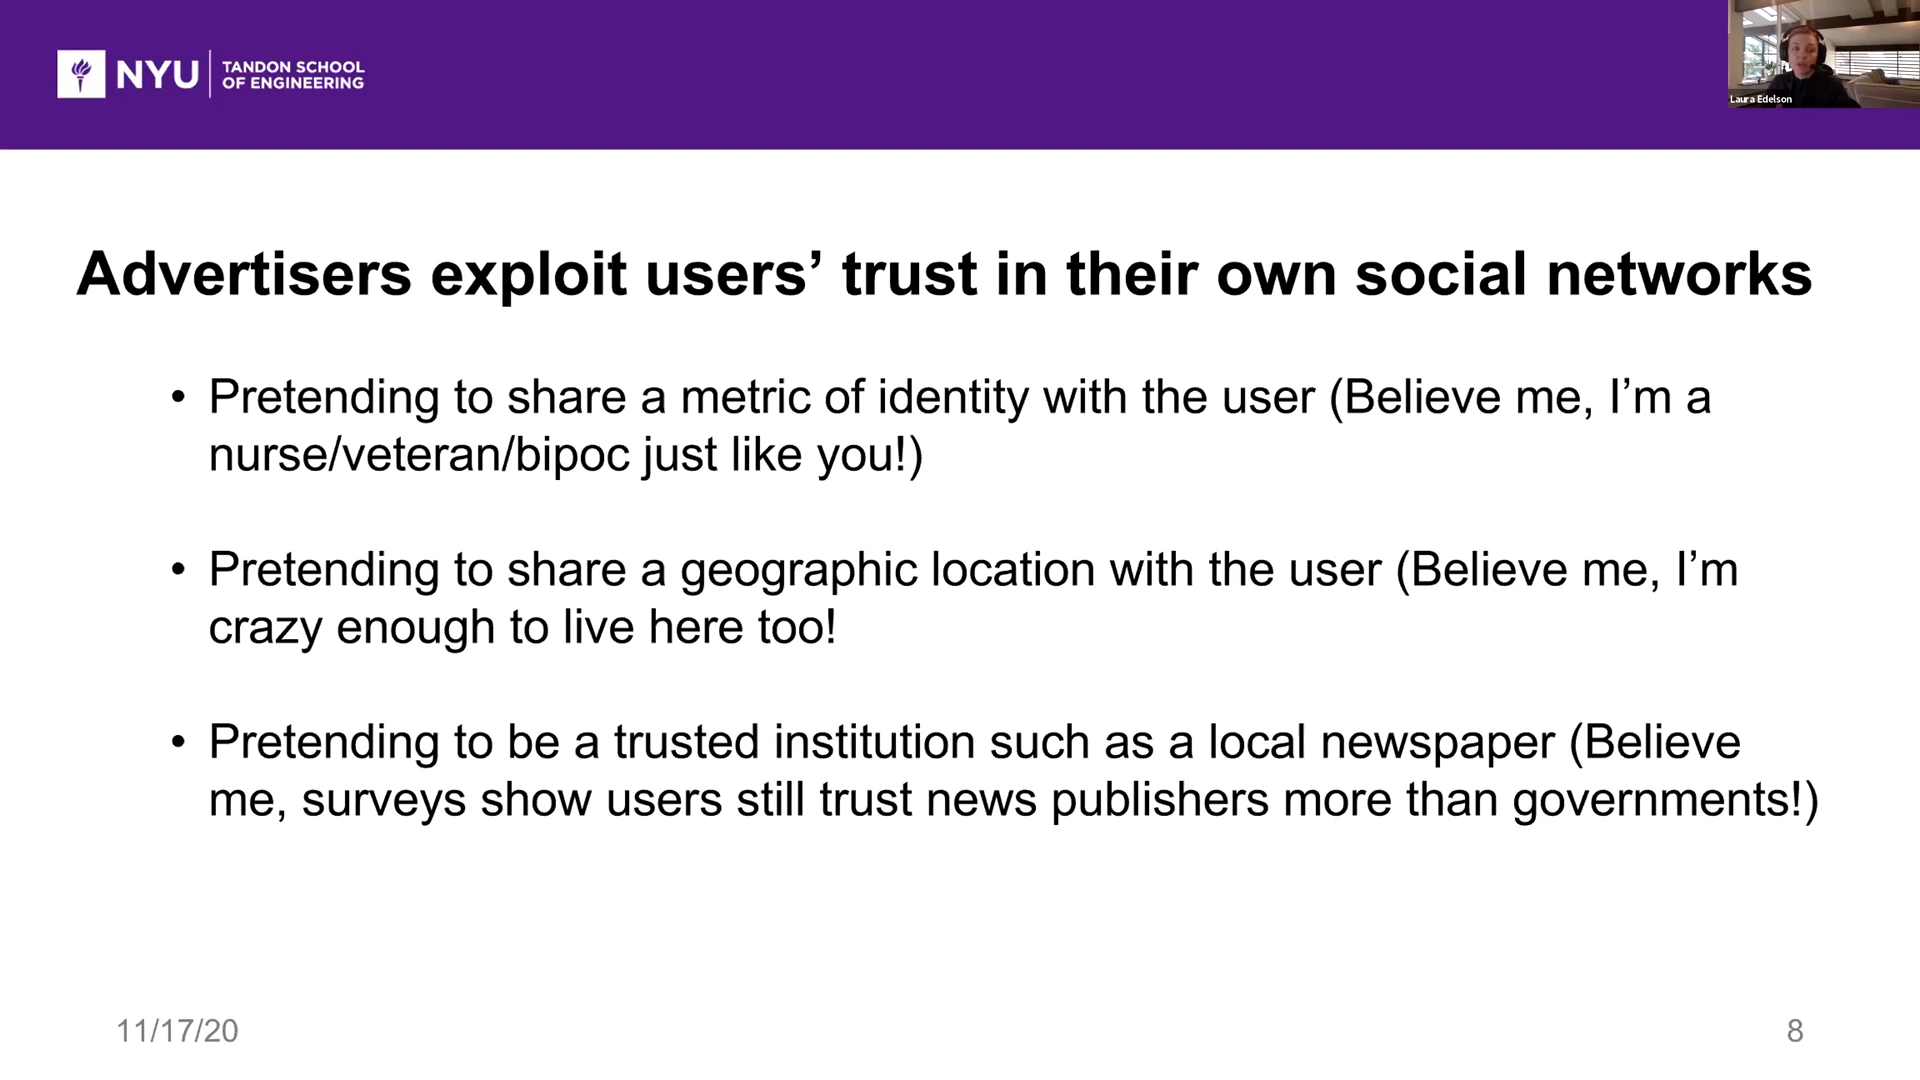 NYU
TANDON SCHOOL
OF ENGINEERING
Laura Edelson
Advertisers exploit users’ trust in their own social networks
• Pretending to share a metric of identity with the user (Believe me, I’m a
nurse/veteran/bipoc just like you!)
• Pretending to share a geographic location with the user (Believe me, I’m
crazy enough to live here too!
• Pretending to be a trusted institution such as a local newspaper (Believe
me, surveys show users still trust news publishers more than governments!)
11/17/20
8